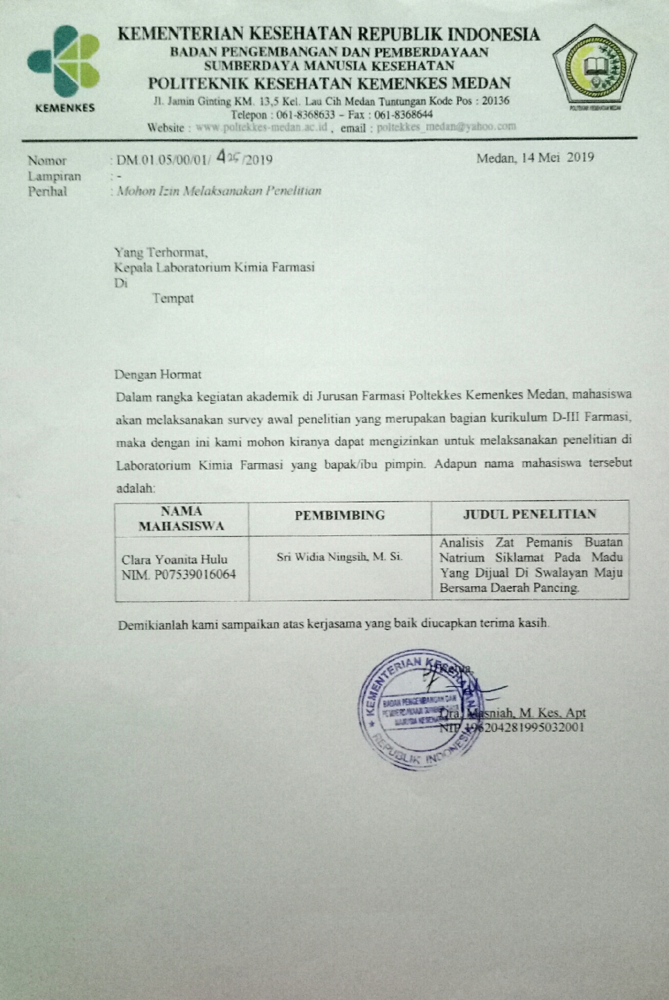 KEMENKES
KEMENTERIAN KESEHATAN REPUBLIK INDONESIA
BADAN PENGEMBANGAN DAN PEMBERDAYAAN
SUMBERDAYA MANUSIA KESEHATAN
POLITEKNIK KESEHATAN KEMENKES MEDAN
Jl. Jamin Ginting KM. 13,5 Kel. Lau Cih Medan Tuntungan Kode Pos : 20136
Telepon : 061-8368633 – Fax : 061-8368644
Website : www.poltekkes-medan.ac.id , email : poltekkes_medan@yahoo.com
POLITEKNIK KESEHATAN MEDAN
Nomor : DM.01.05/00/01/ 425 /2019 Medan, 14 Mei 2019
Lampiran : -
Perihal : Mohon Izin Melaksanakan Penelitian
Yang Terhormat,
Kepala Laboratorium Kimia Farmasi
Di
Tempat
Dengan Hormat
Dalam rangka kegiatan akademik di Jurusan Farmasi Poltekkes Kemenkes Medan, mahasiswa
akan melaksanakan survey awal penelitian yang merupakan bagian kurikulum D-III Farmasi,
maka dengan ini kami mohon kiranya dapat mengizinkan untuk melaksanakan penelitian di
Laboratorium Kimia Farmasi yang bapak/ibu pimpin. Adapun nama mahasiswa tersebut
adalah:
NAMA
MAHASISWA
PEMBIMBING
JUDUL PENELITIAN
Clara Yoanita Hulu
NIM. P07539016064
Sri Widia Ningsih, M. Si.
Analisis Zat Pemanis Buatan
Natrium Siklamat Pada Madu
Yang Dijual Di Swalayan Maju
Bersama Daerah Pancing.
Demikianlah kami sampaikan atas kerjasama yang baik diucapkan terima kasih.
Ketua,
KEMENTERIAN KESEHATAN
BADAN PENGEMBANGAN DAN
PEMBERDAYAAN SUMBER DAYA
MANUSIA KESEHATAN
REPUBLIK INDONESIA
Dra. Masniah, M. Kes, Apt
NIP 196204281995032001